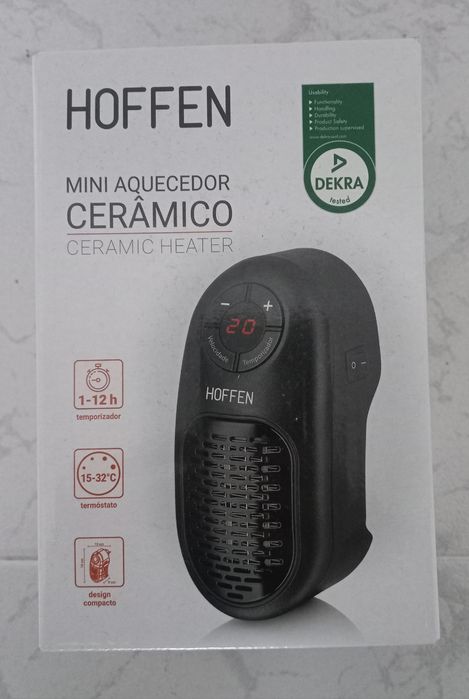 HOFFEN
Usability
Functionality
Handling
Durability
Product Safety
Production supervised
DEKRA
tested
MINI AQUECEDOR
CERÂMICO
CERAMIC HEATER
- +
20
Velocidade Temporizador
O –
HOFFEN
1-12 h
temporizador
15-32°C
termóstato
design
compacto